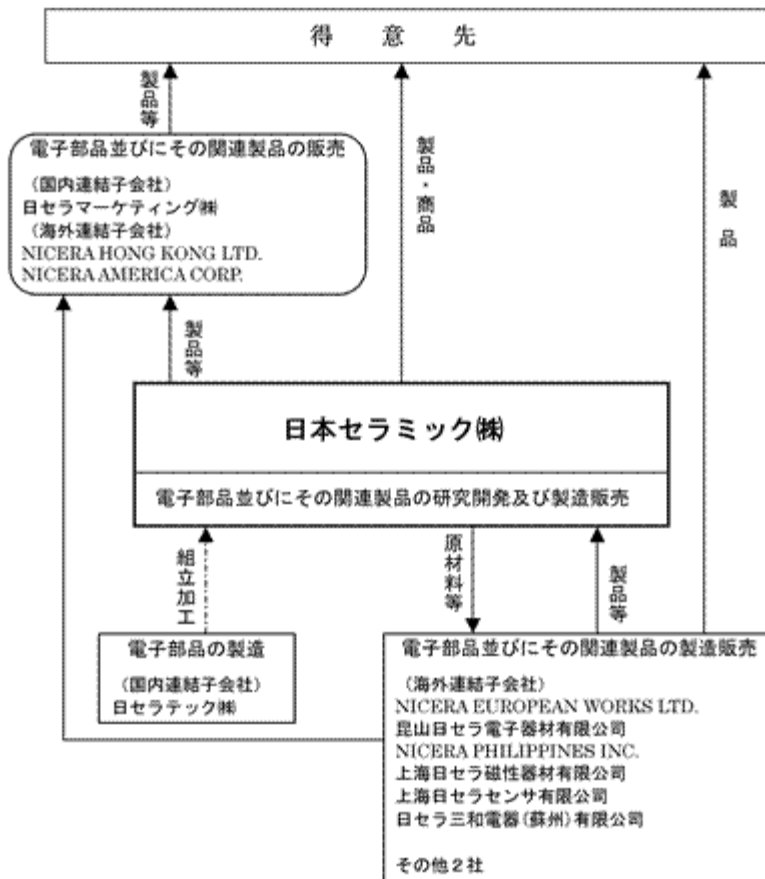 得意先
製品等
電子部品並びにその関連製品の販売
(国内連結子会社)
日セラマーケティング㈱
(海外連結子会社)
NICERA HONG KONG LTD.
NICERA AMERICA CORP.
製品・商品
製品
製品等
日本セラミック㈱
電子部品並びにその関連製品の研究開発及び製造販売
組立加工
原材料等
製品等
電子部品の製造
(国内連結子会社)
日セラテック㈱
電子部品並びにその関連製品の製造販売
(海外連結子会社)
NICERA EUROPEAN WORKS LTD.
昆山日セラ電子器材有限公司
NICERA PHILIPPINES INC.
上海日セラ磁性器材有限公司
上海日セラセンサ有限公司
日セラ三和電器(蘇州)有限公司
その他2社